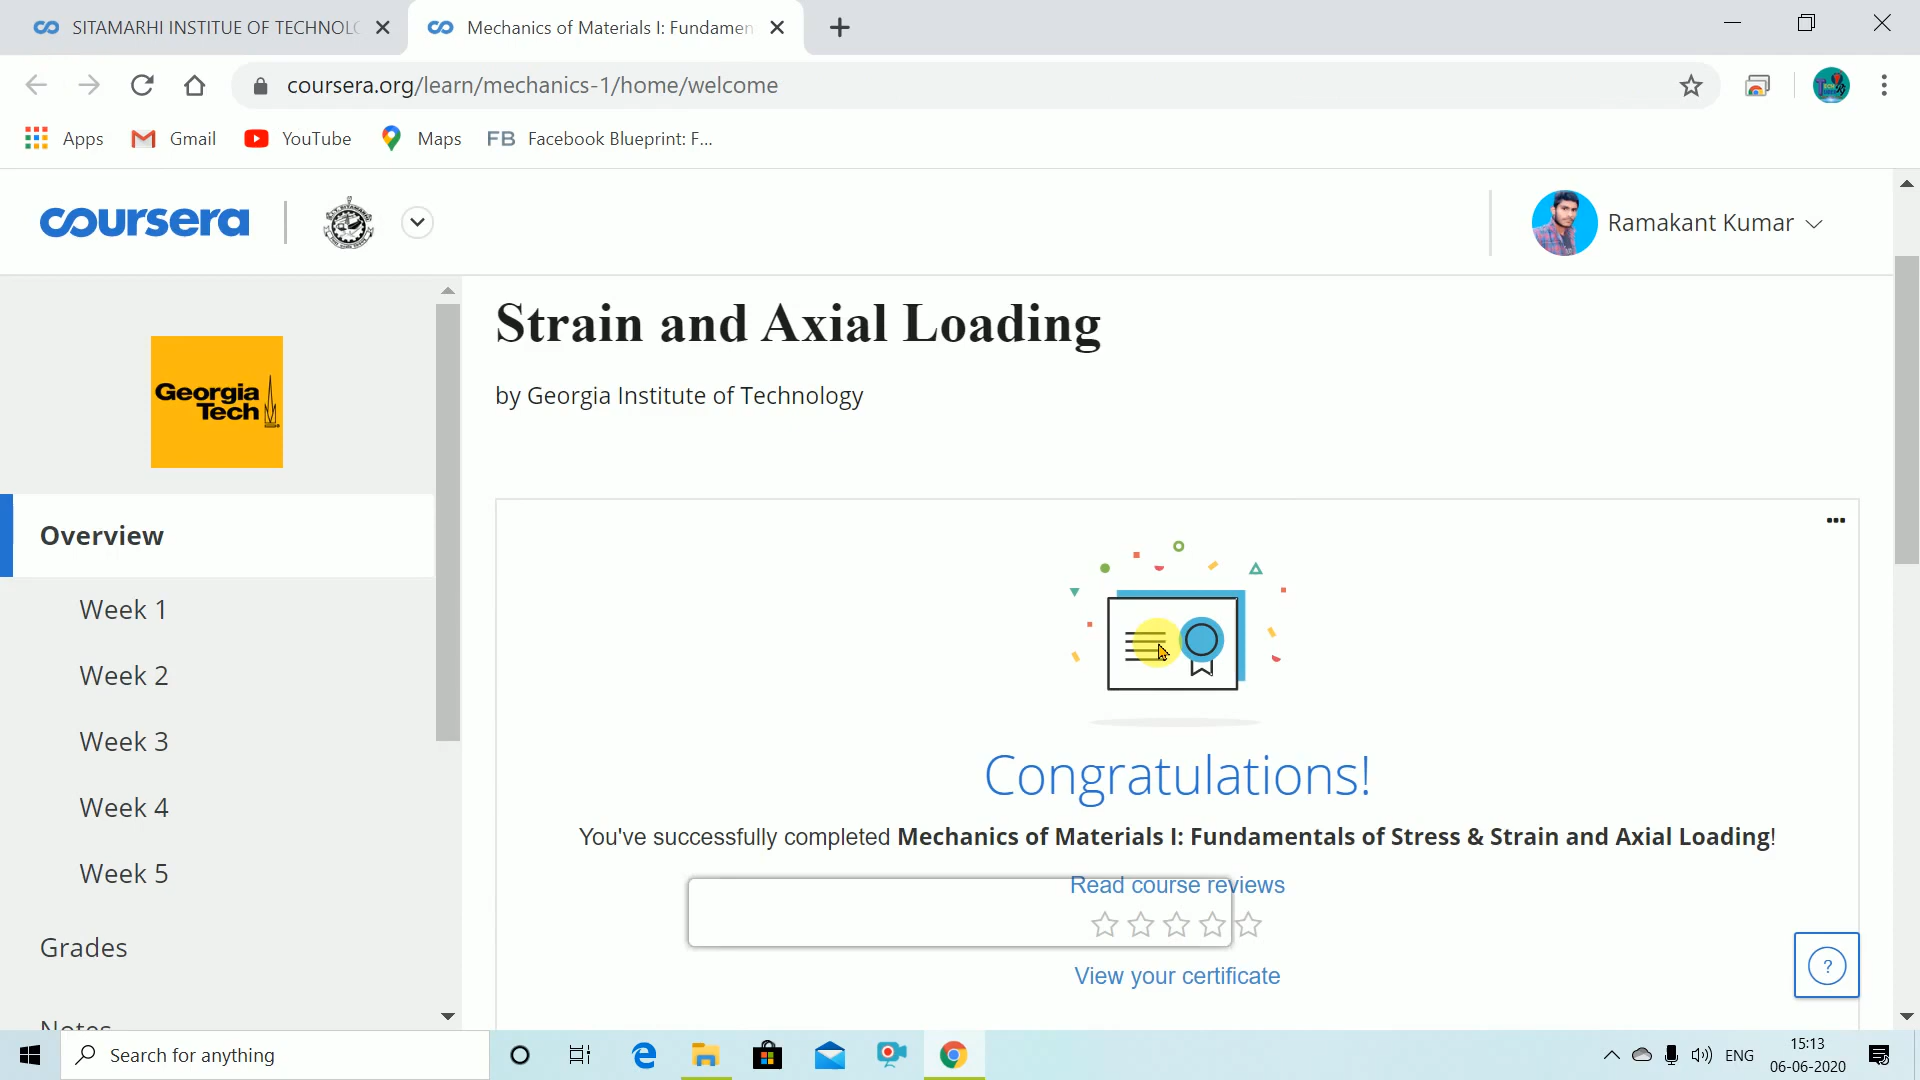 SITAMARHI INSTITUE OF TECHNOLO
Mechanics of Materials I: Fundamen
coursera.org/learn/mechanics-1/home/welcome
Apps
Gmail
YouTube
Maps
FB Facebook Blueprint: F...
coursera
Ramakant Kumar
Georgia
Tech
Overview
Week 1
Week 2
Week 3
Week 4
Week 5
Grades
Notes
Strain and Axial Loading
by Georgia Institute of Technology
Congratulations!
You've successfully completed Mechanics of Materials I: Fundamentals of Stress & Strain and Axial Loading!
Read course reviews
View your certificate
?
Search for anything
ENG
15:13
06-06-2020